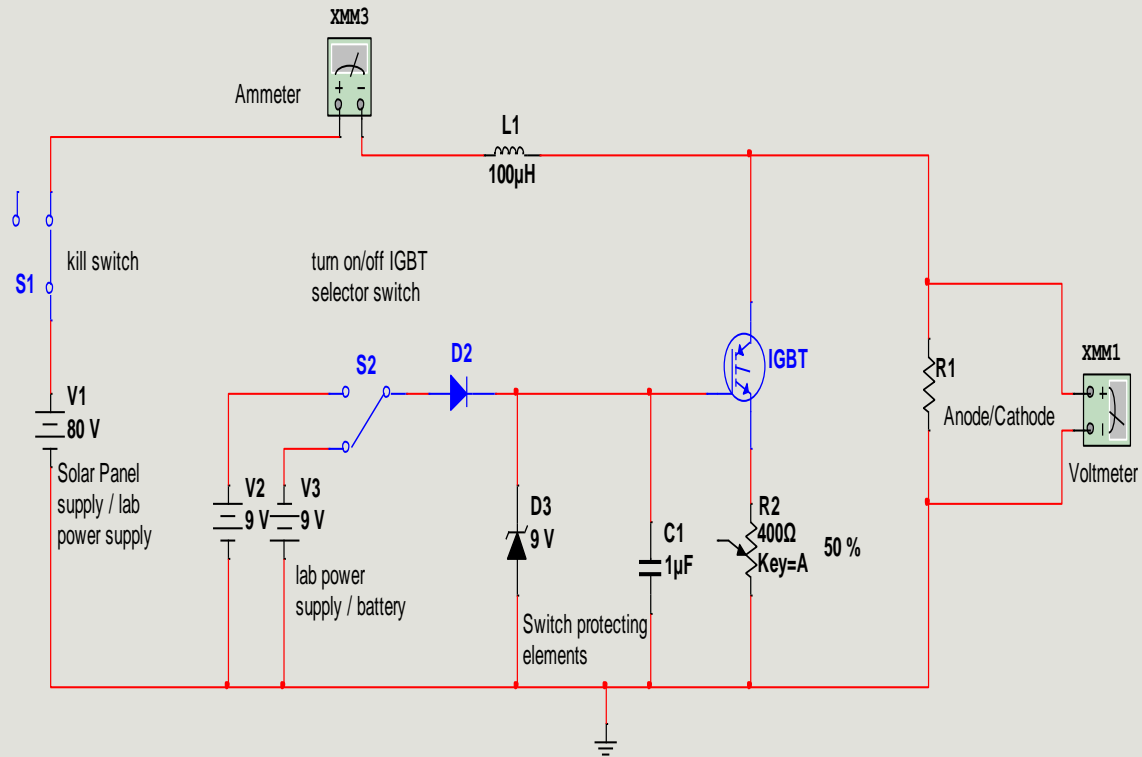 XMM3
+ −
Ammeter
L1
100µH
kill switch
S1
turn on/off IGBT
selector switch
S2
D2
IGBT
XMM1
+
−
R1
Anode/Cathode
Voltmeter
V1
80 V
Solar Panel
supply / lab
power supply
V2
9 V
V3
9 V
lab power
supply / battery
D3
9 V
Switch protecting
elements
C1
1µF
R2
400Ω
Key=A
50 %